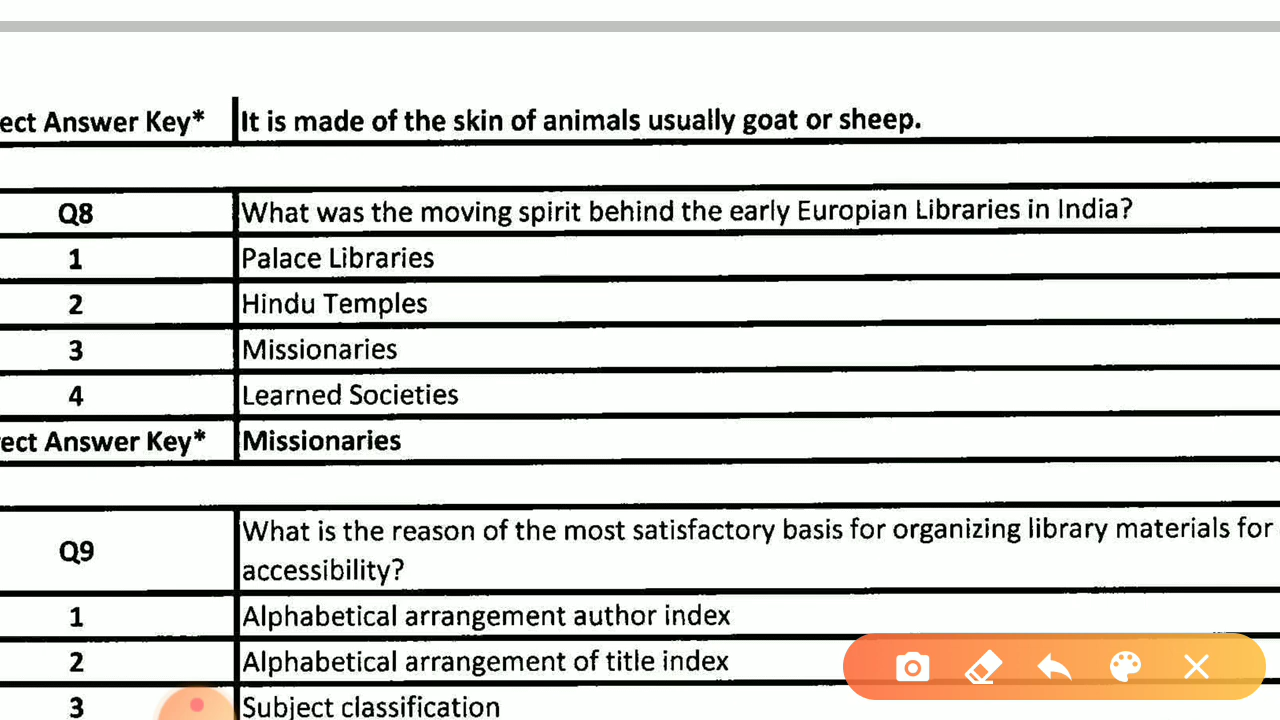 ect Answer Key* It is made of the skin of animals usually goat or sheep.
Q8 What was the moving spirit behind the early Europian Libraries in India?
1 Palace Libraries
2 Hindu Temples
3 Missionaries
4 Learned Societies
rect Answer Key* Missionaries
Q9 What is the reason of the most satisfactory basis for organizing library materials for
accessibility?
1 Alphabetical arrangement author index
2 Alphabetical arrangement of title index
3 Subject classification